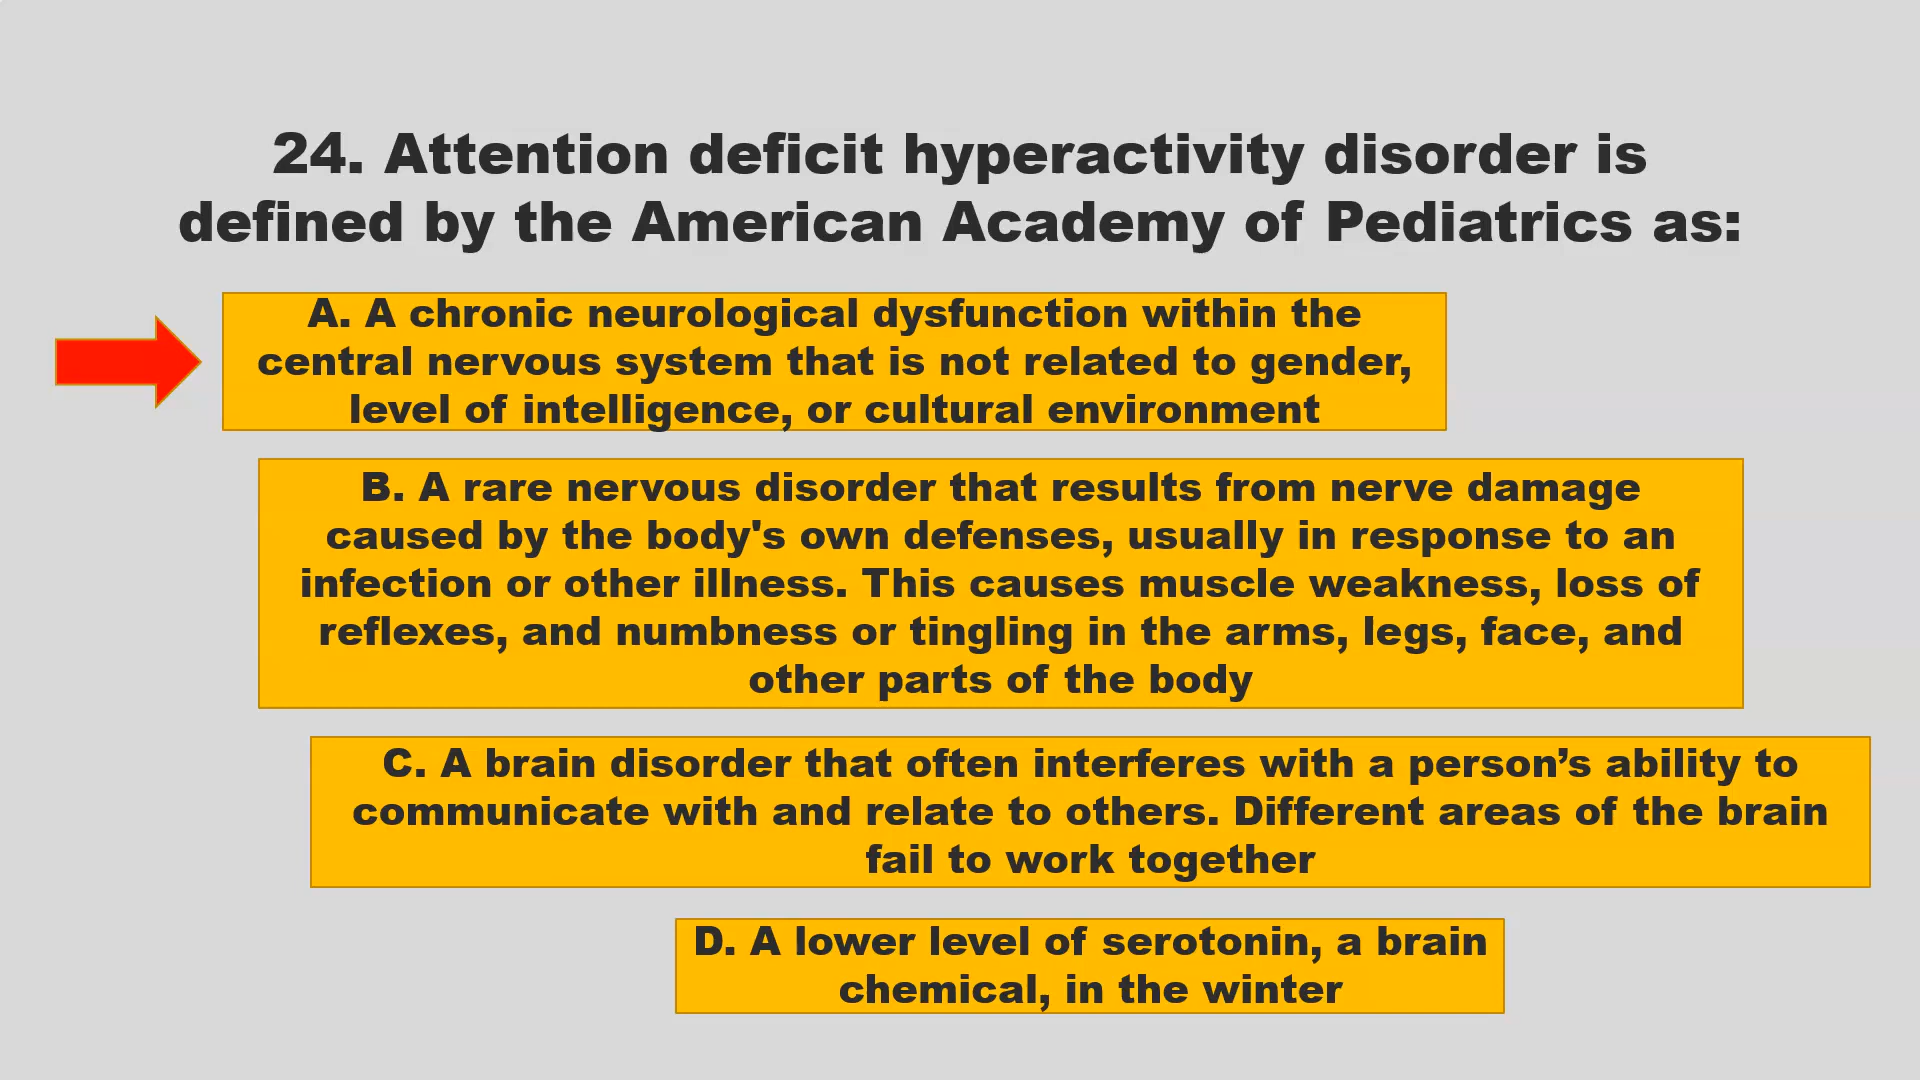 24. Attention deficit hyperactivity disorder is
defined by the American Academy of Pediatrics as:
A. A chronic neurological dysfunction within the
central nervous system that is not related to gender,
level of intelligence, or cultural environment
B. A rare nervous disorder that results from nerve damage
caused by the body's own defenses, usually in response to an
infection or other illness. This causes muscle weakness, loss of
reflexes, and numbness or tingling in the arms, legs, face, and
other parts of the body
C. A brain disorder that often interferes with a person’s ability to
communicate with and relate to others. Different areas of the brain
fail to work together
D. A lower level of serotonin, a brain
chemical, in the winter